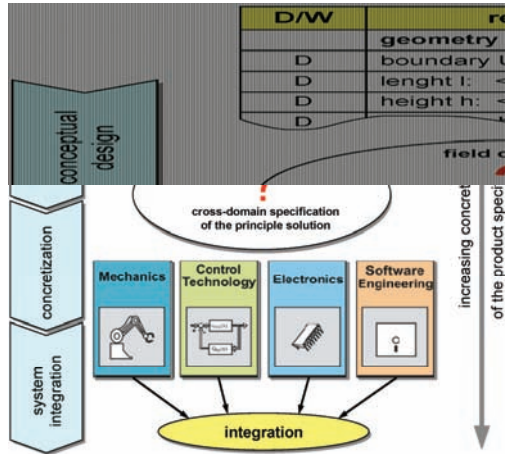 D/W
re
geometry
D boundary
D lenght l: <
D height h: <
D
conceptual
design
field
cross-domain specification
of the principle solution
increasing concret
of the product speci
concretization
Mechanics
Control
Technology
Electronics
Software
Engineering
system
integration
integration